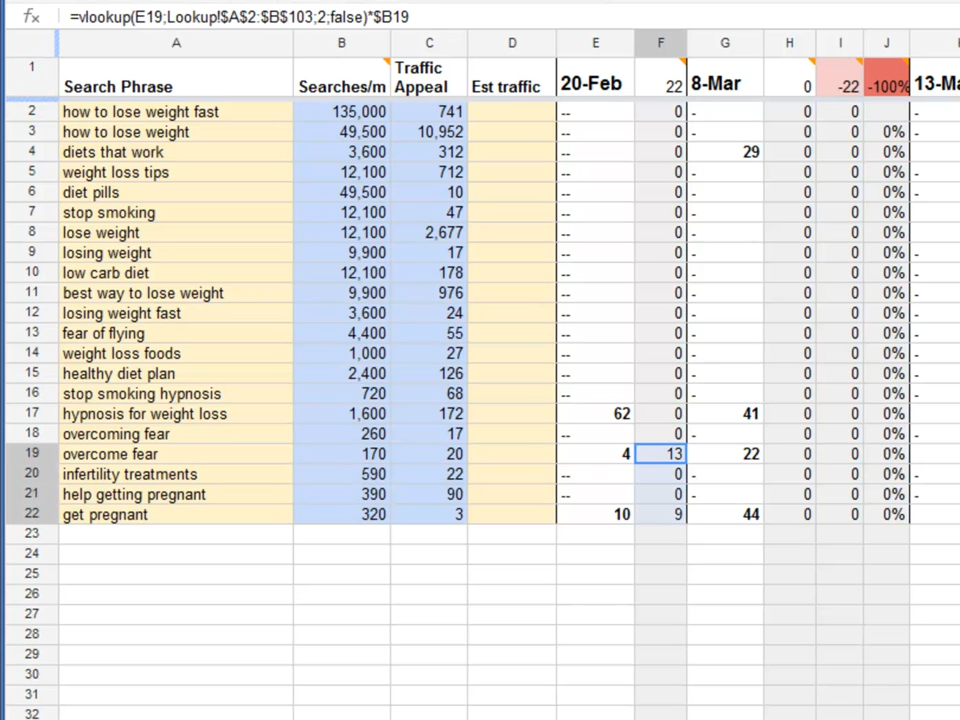 fx =vlookup(E19;Lookup!$A$2:$B$103;2;false)*$B19
A B C D E F G H I J
1 Search Phrase Searches/m Traffic Appeal Est traffic 20-Feb 22 8-Mar 0 -22 -100%
2 how to lose weight fast 135,000 741 -- 0 - 0 0 -
3 how to lose weight 49,500 10,952 -- 0 - 0 0 0% -
4 diets that work 3,600 312 -- 0 29 0 0 0% -
5 weight loss tips 12,100 712 -- 0 - 0 0 0% -
6 diet pills 49,500 10 -- 0 - 0 0 0% -
7 stop smoking 12,100 47 -- 0 - 0 0 0% -
8 lose weight 12,100 2,677 -- 0 - 0 0 0% -
9 losing weight 9,900 17 -- 0 - 0 0 0% -
10 low carb diet 12,100 178 -- 0 - 0 0 0% -
11 best way to lose weight 9,900 976 -- 0 - 0 0 0% -
12 losing weight fast 3,600 24 -- 0 - 0 0 0% -
13 fear of flying 4,400 55 -- 0 - 0 0 0% -
14 weight loss foods 1,000 27 -- 0 - 0 0 0% -
15 healthy diet plan 2,400 126 -- 0 - 0 0 0% -
16 stop smoking hypnosis 720 68 -- 0 - 0 0 0% -
17 hypnosis for weight loss 1,600 172 62 0 41 0 0 0%
18 overcoming fear 260 17 -- 0 - 0 0 0% -
19 overcome fear 170 20 4 13 22 0 0 0%
20 infertility treatments 590 22 -- 0 - 0 0 0% -
21 help getting pregnant 390 90 -- 0 - 0 0 0% -
22 get pregnant 320 3 10 9 44 0 0 0%
23
24
25
26
27
28
29
30
31
32